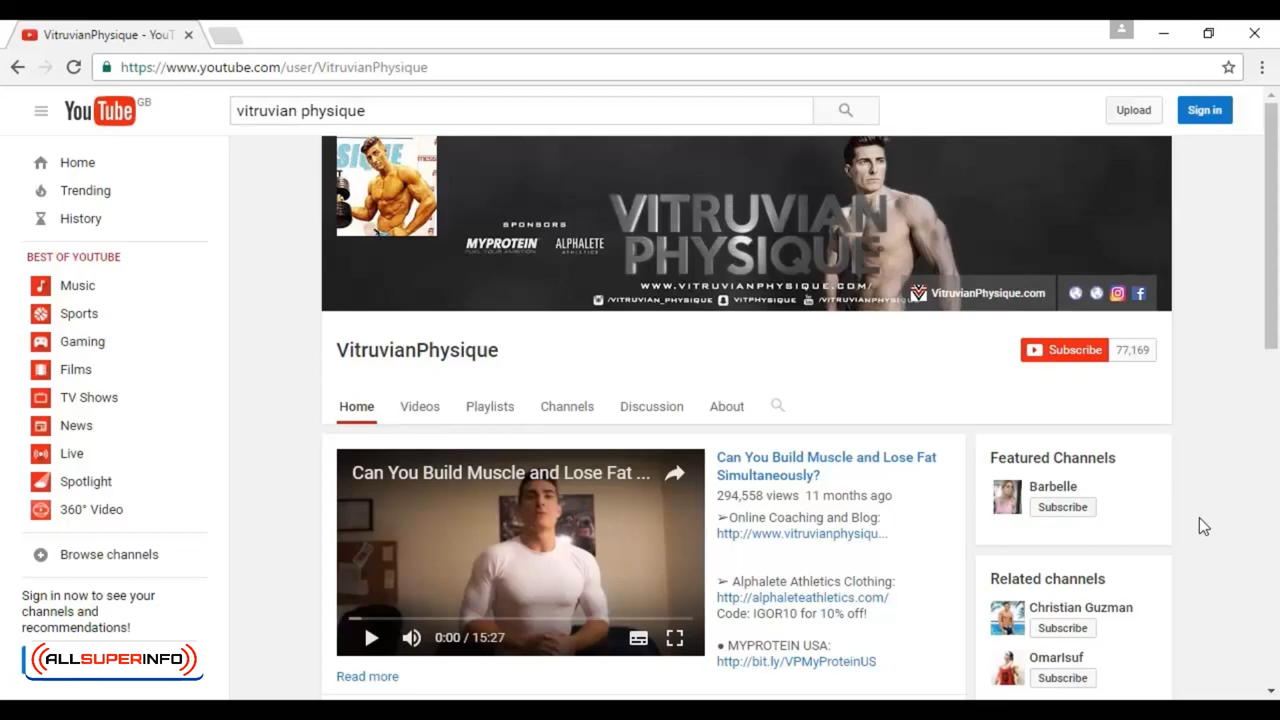 VitruvianPhysique - YouT
https://www.youtube.com/user/VitruvianPhysique
YouTube GB
vitruvian physique
Upload
Sign in
Home
Trending
History
BEST OF YOUTUBE
Music
Sports
Gaming
Films
TV Shows
News
Live
Spotlight
360° Video
Browse channels
Sign in now to see your
channels and
recommendations!
ALLSUPERINFO
SPONSORS
MYPROTEIN
FUEL YOUR AMBITION
ALPHALETE
ATHLETICS
VITRUVIAN
PHYSIQUE
WWW.VITRUVIANPHYSIQUE.COM/
/VITRUVIAN_PHYSIQUE
VITPHYSIQUE
/VITRUVIANPHYSIQU
VitruvianPhysique.com
VitruvianPhysique
Subscribe 77,169
Home
Videos
Playlists
Channels
Discussion
About
Can You Build Muscle and Lose Fat ...
0:00 / 15:27
Read more
Can You Build Muscle and Lose Fat
Simultaneously?
294,558 views 11 months ago
➢Online Coaching and Blog:
http://www.vitruvianphysiqu...
➢ Alphalete Athletics Clothing:
http://alphaleteathletics.com/
Code: IGOR10 for 10% off!
● MYPROTEIN USA:
http://bit.ly/VPMyProteinUS
Featured Channels
Barbelle
Subscribe
Related channels
Christian Guzman
Subscribe
OmarIsuf
Subscribe